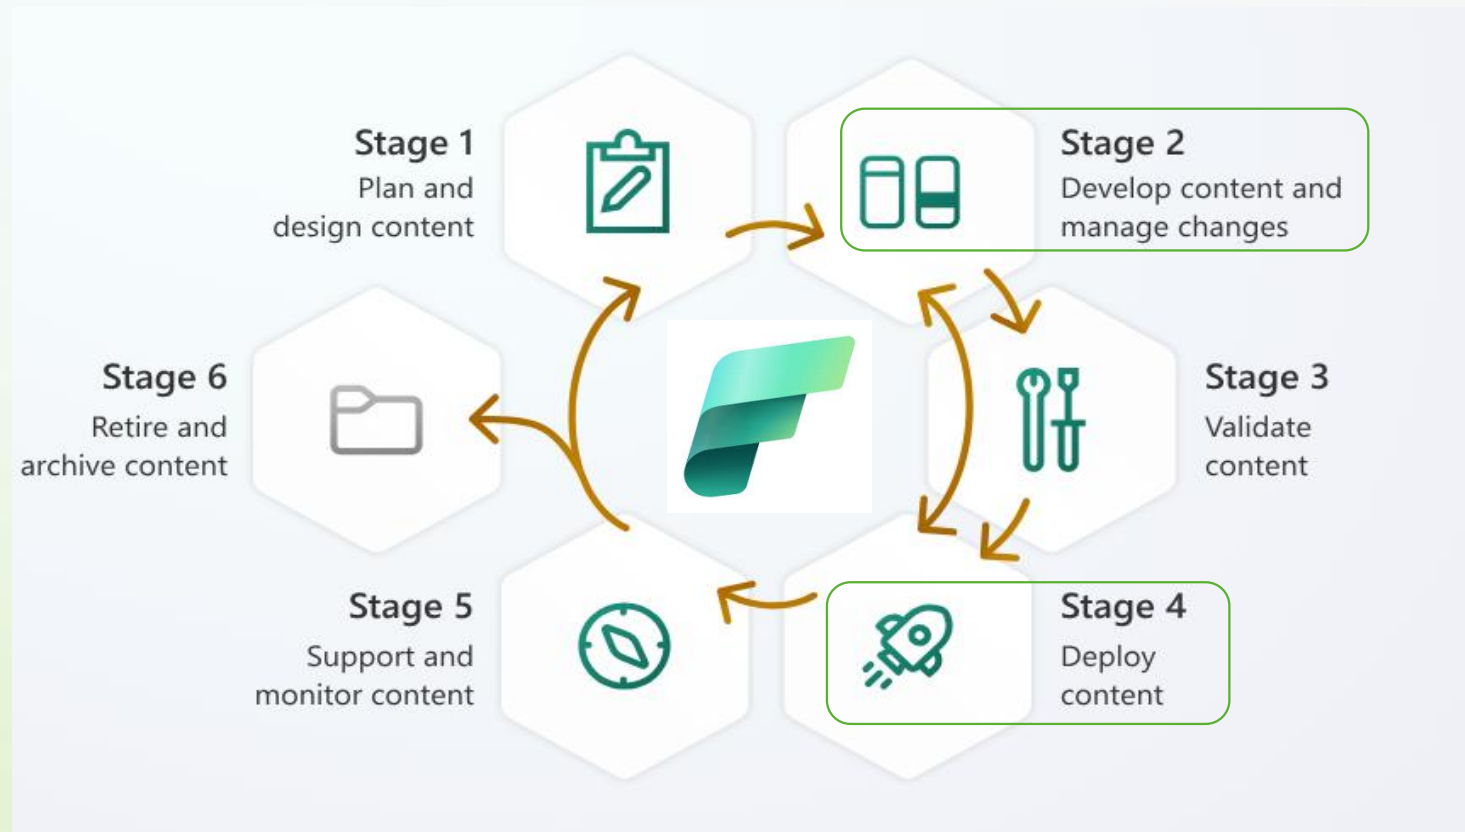 Stage 1
Plan and
design content
Stage 2
Develop content and
manage changes
Stage 3
Validate
content
Stage 4
Deploy
content
Stage 5
Support and
monitor content
Stage 6
Retire and
archive content